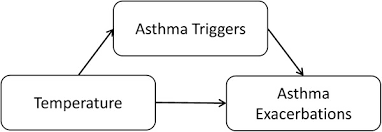 Asthma Triggers
Temperature
Asthma
Exacerbations